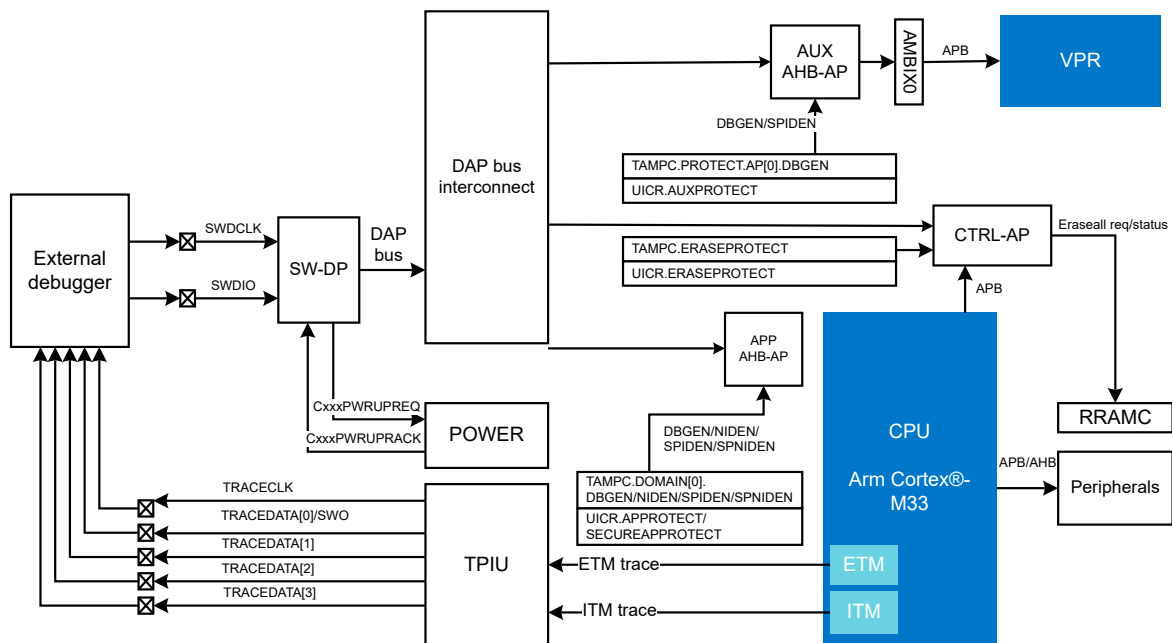 AUX
AHB-AP
AMBIX0
APB
VPR
DBGEN/SPIDEN
TAMPC.PROTECT.AP[0].DBGEN
UICR.AUXPROTECT
DAP bus
interconnect
External
debugger
SWDCLK
SWDIO
SW-DP
DAP
bus
TAMPC.ERASEPROTECT
UICR.ERASEPROTECT
CTRL-AP
Eraseall req/status
APB
APP
AHB-AP
CxxxPWRUPREQ
CxxxPWRUPRACK
POWER
DBGEN/NIDEN/
SPIDEN/SPNIDEN
TAMPC.DOMAIN[0].
DBGEN/NIDEN/SPIDEN/SPNIDEN
UICR.APPROTECT/
SECUREAPPROTECT
CPU
Arm Cortex®-
M33
RRAMC
APB/AHB
Peripherals
TRACECLK
TRACEDATA[0]/SWO
TRACEDATA[1]
TRACEDATA[2]
TRACEDATA[3]
TPIU
ETM trace
ETM
ITM trace
ITM